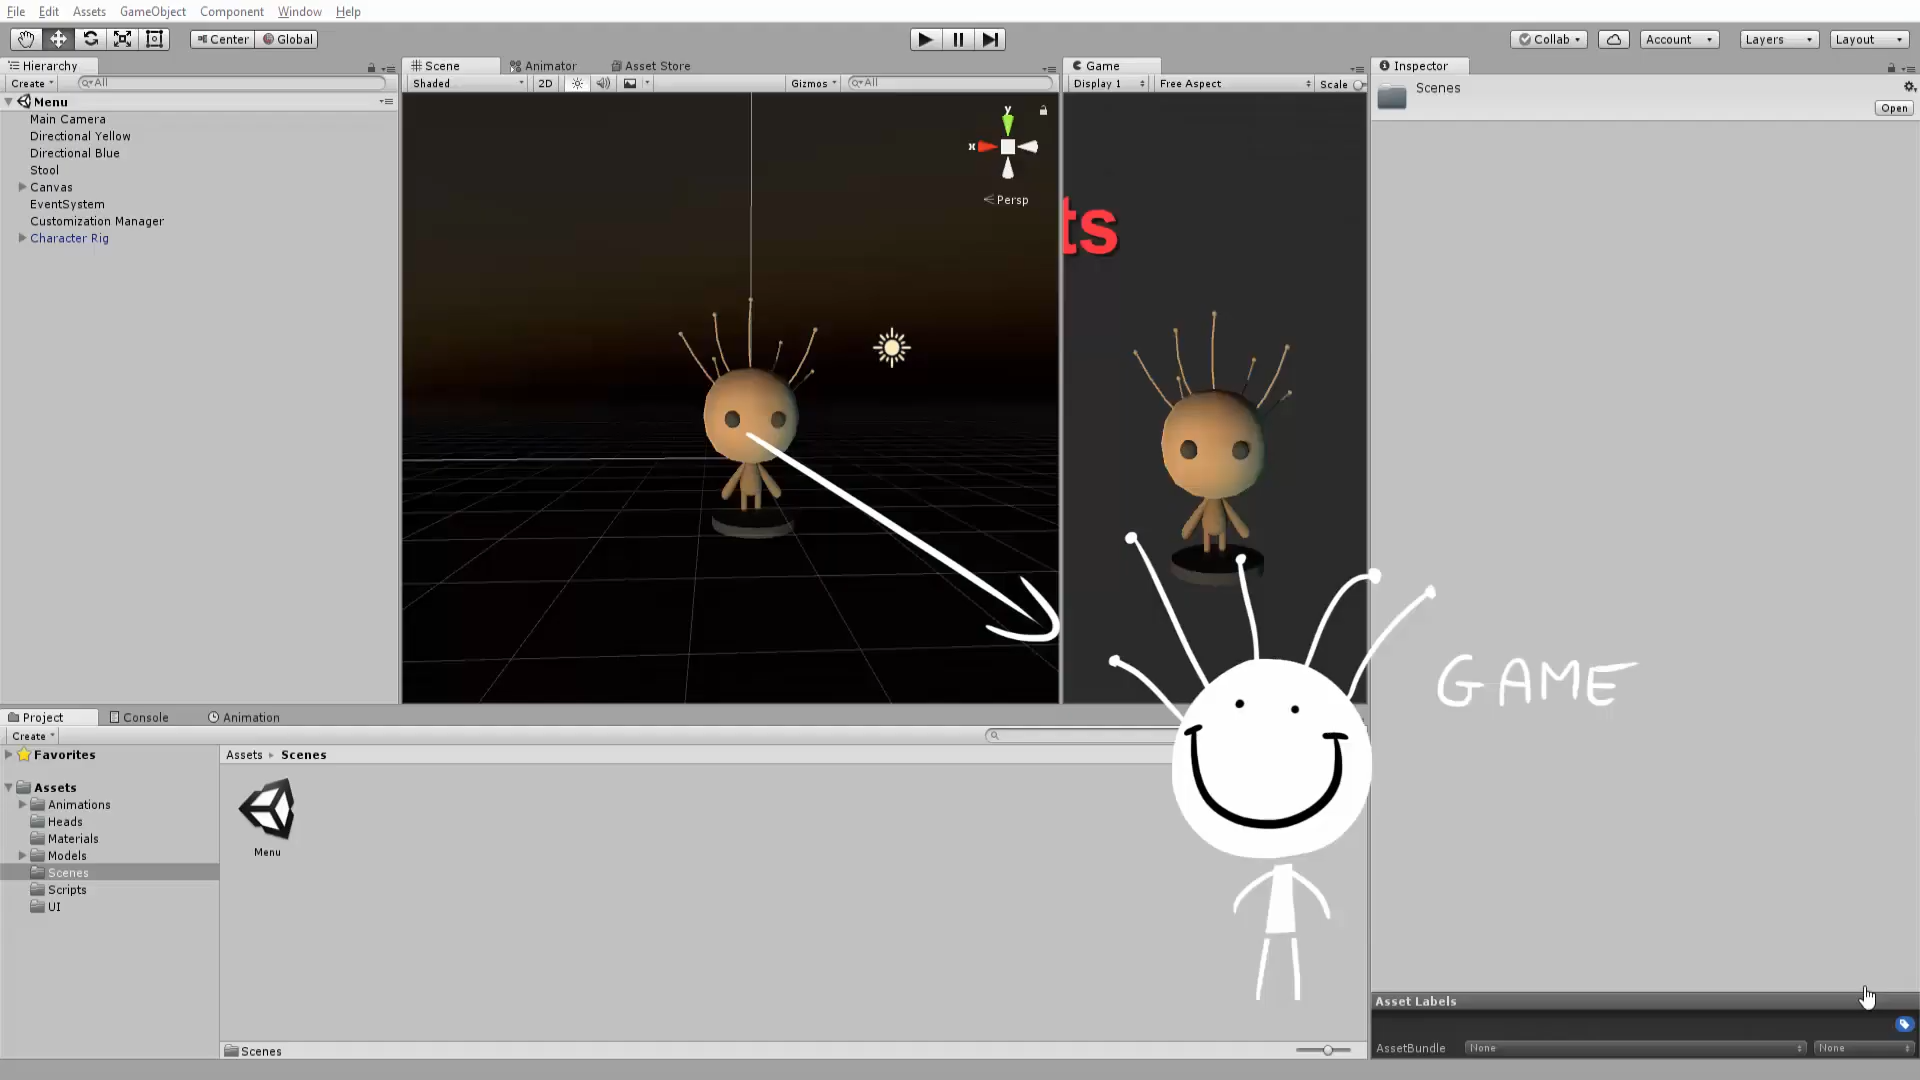 File Edit Assets GameObject Component Window Help
Center Global Collab Account Layers Layout
Hierarchy Scene Animator Asset Store Game Inspector
Create All Shaded 2D Gizmos All Display 1 Free Aspect Scale Scenes
Open
Menu
Main Camera
Directional Yellow
Directional Blue
Stool
Canvas
EventSystem
Customization Manager
Character Rig
y
x
Persp
ts
GAME
Project Console Animation
Create
Favorites
Assets
Animations
Heads
Materials
Models
Scenes
Scripts
UI
Assets Scenes
Menu
Scenes
Asset Labels
AssetBundle None None